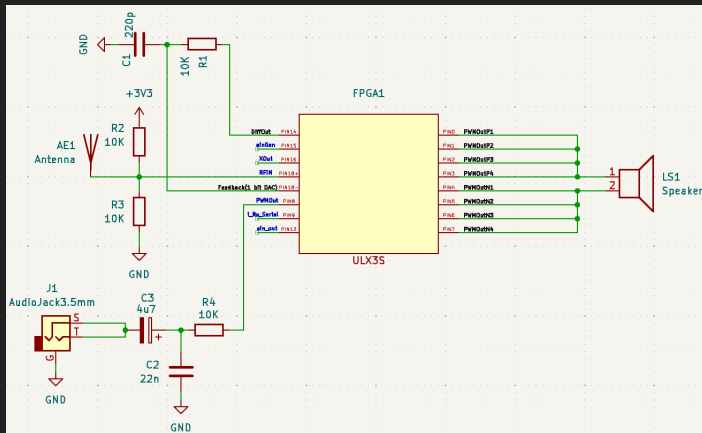 GND
220p
C1
10K
R1
+3V3
FPGA1
AE1
Antenna
R2
10K
R3
10K
GND
DiffOut PIN14
sinGen PIN15
XOut PIN16
RFIN PIN18+
Feedback(1 bit DAC) PIN18-
PWMOut PIN8
PIN9
sin_out PIN12
PIN0 PWMOutP1
PIN1 PWMOutP2
PIN2 PWMOutP3
PIN3 PWMOutP4
PIN4 PWMOutN1
PIN5 PWMOutN2
PIN6 PWMOutN3
PIN7 PWMOutN4
ULX3S
1
2
LS1
Speaker
J1
AudioJack3.5mm
S
T
G
GND
C3
4u7
+
R4
10K
C2
22n
GND